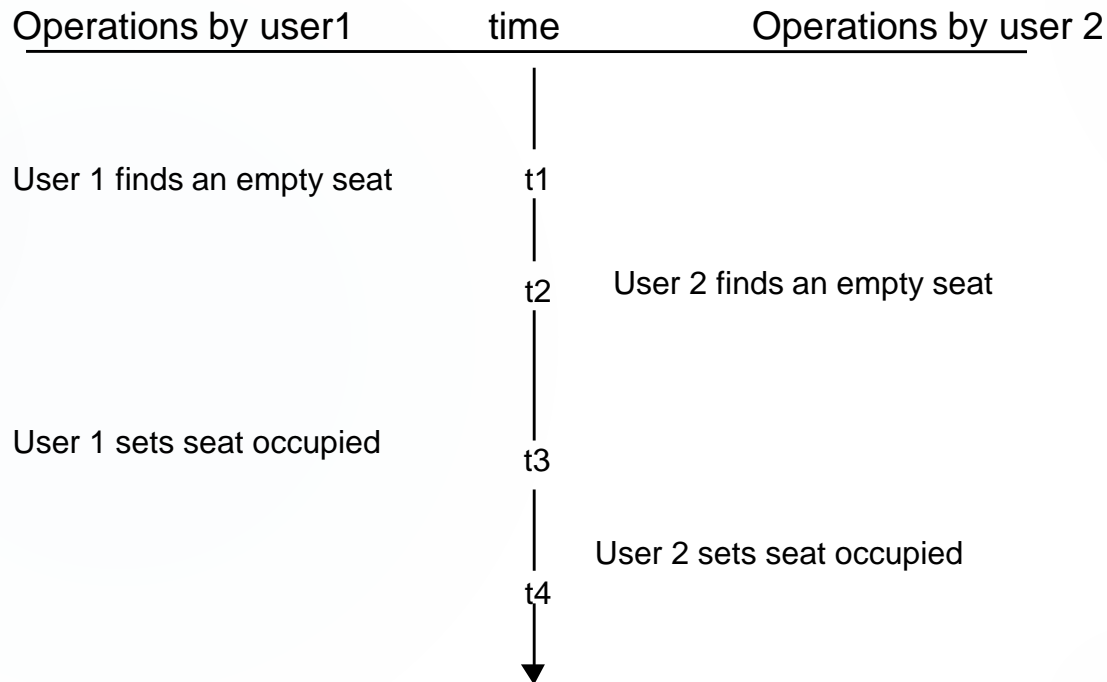 Operations by user1 time Operations by user 2
User 1 finds an empty seat t1
t2 User 2 finds an empty seat
User 1 sets seat occupied t3
User 2 sets seat occupied
t4